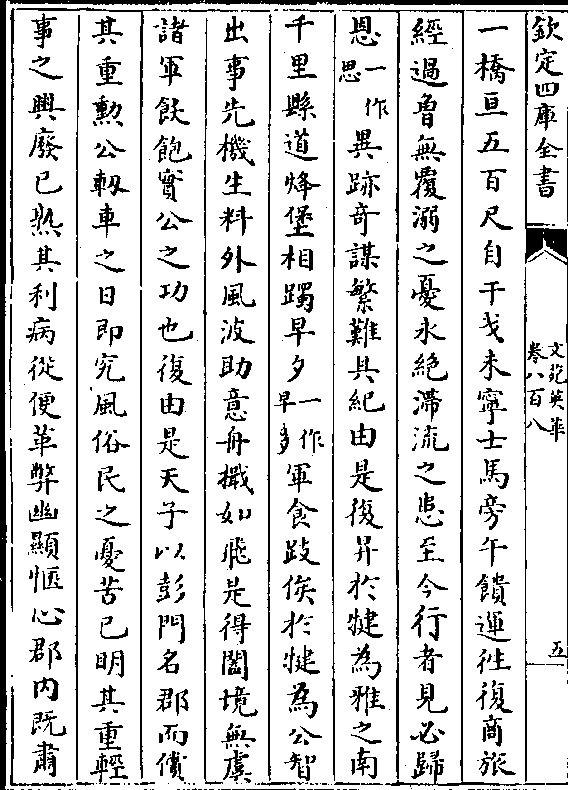 欽定四庫全書
文苑英華
卷八百八
五
一橋亘五百尺自干戈未寧士馬旁午饋運往復商旅
經過曾無覆溺之憂永絕滯流之患至今行者見必歸
恩一作思異跡奇謀繁難具紀由是復昇於犍為雅之南
千里縣道烽堡相躅早夕一作早多軍食跂俟於犍為公智
出事先機生料外風波助意舟檝如飛是得闔境無虞
諸軍飫飽實公之功也復由是天子以彭門名郡而償
其重勲公軔車之日即究風俗民之憂苦已明其重輕
事之興廢已熟其利病從便革弊幽顯愜心郡內既肅